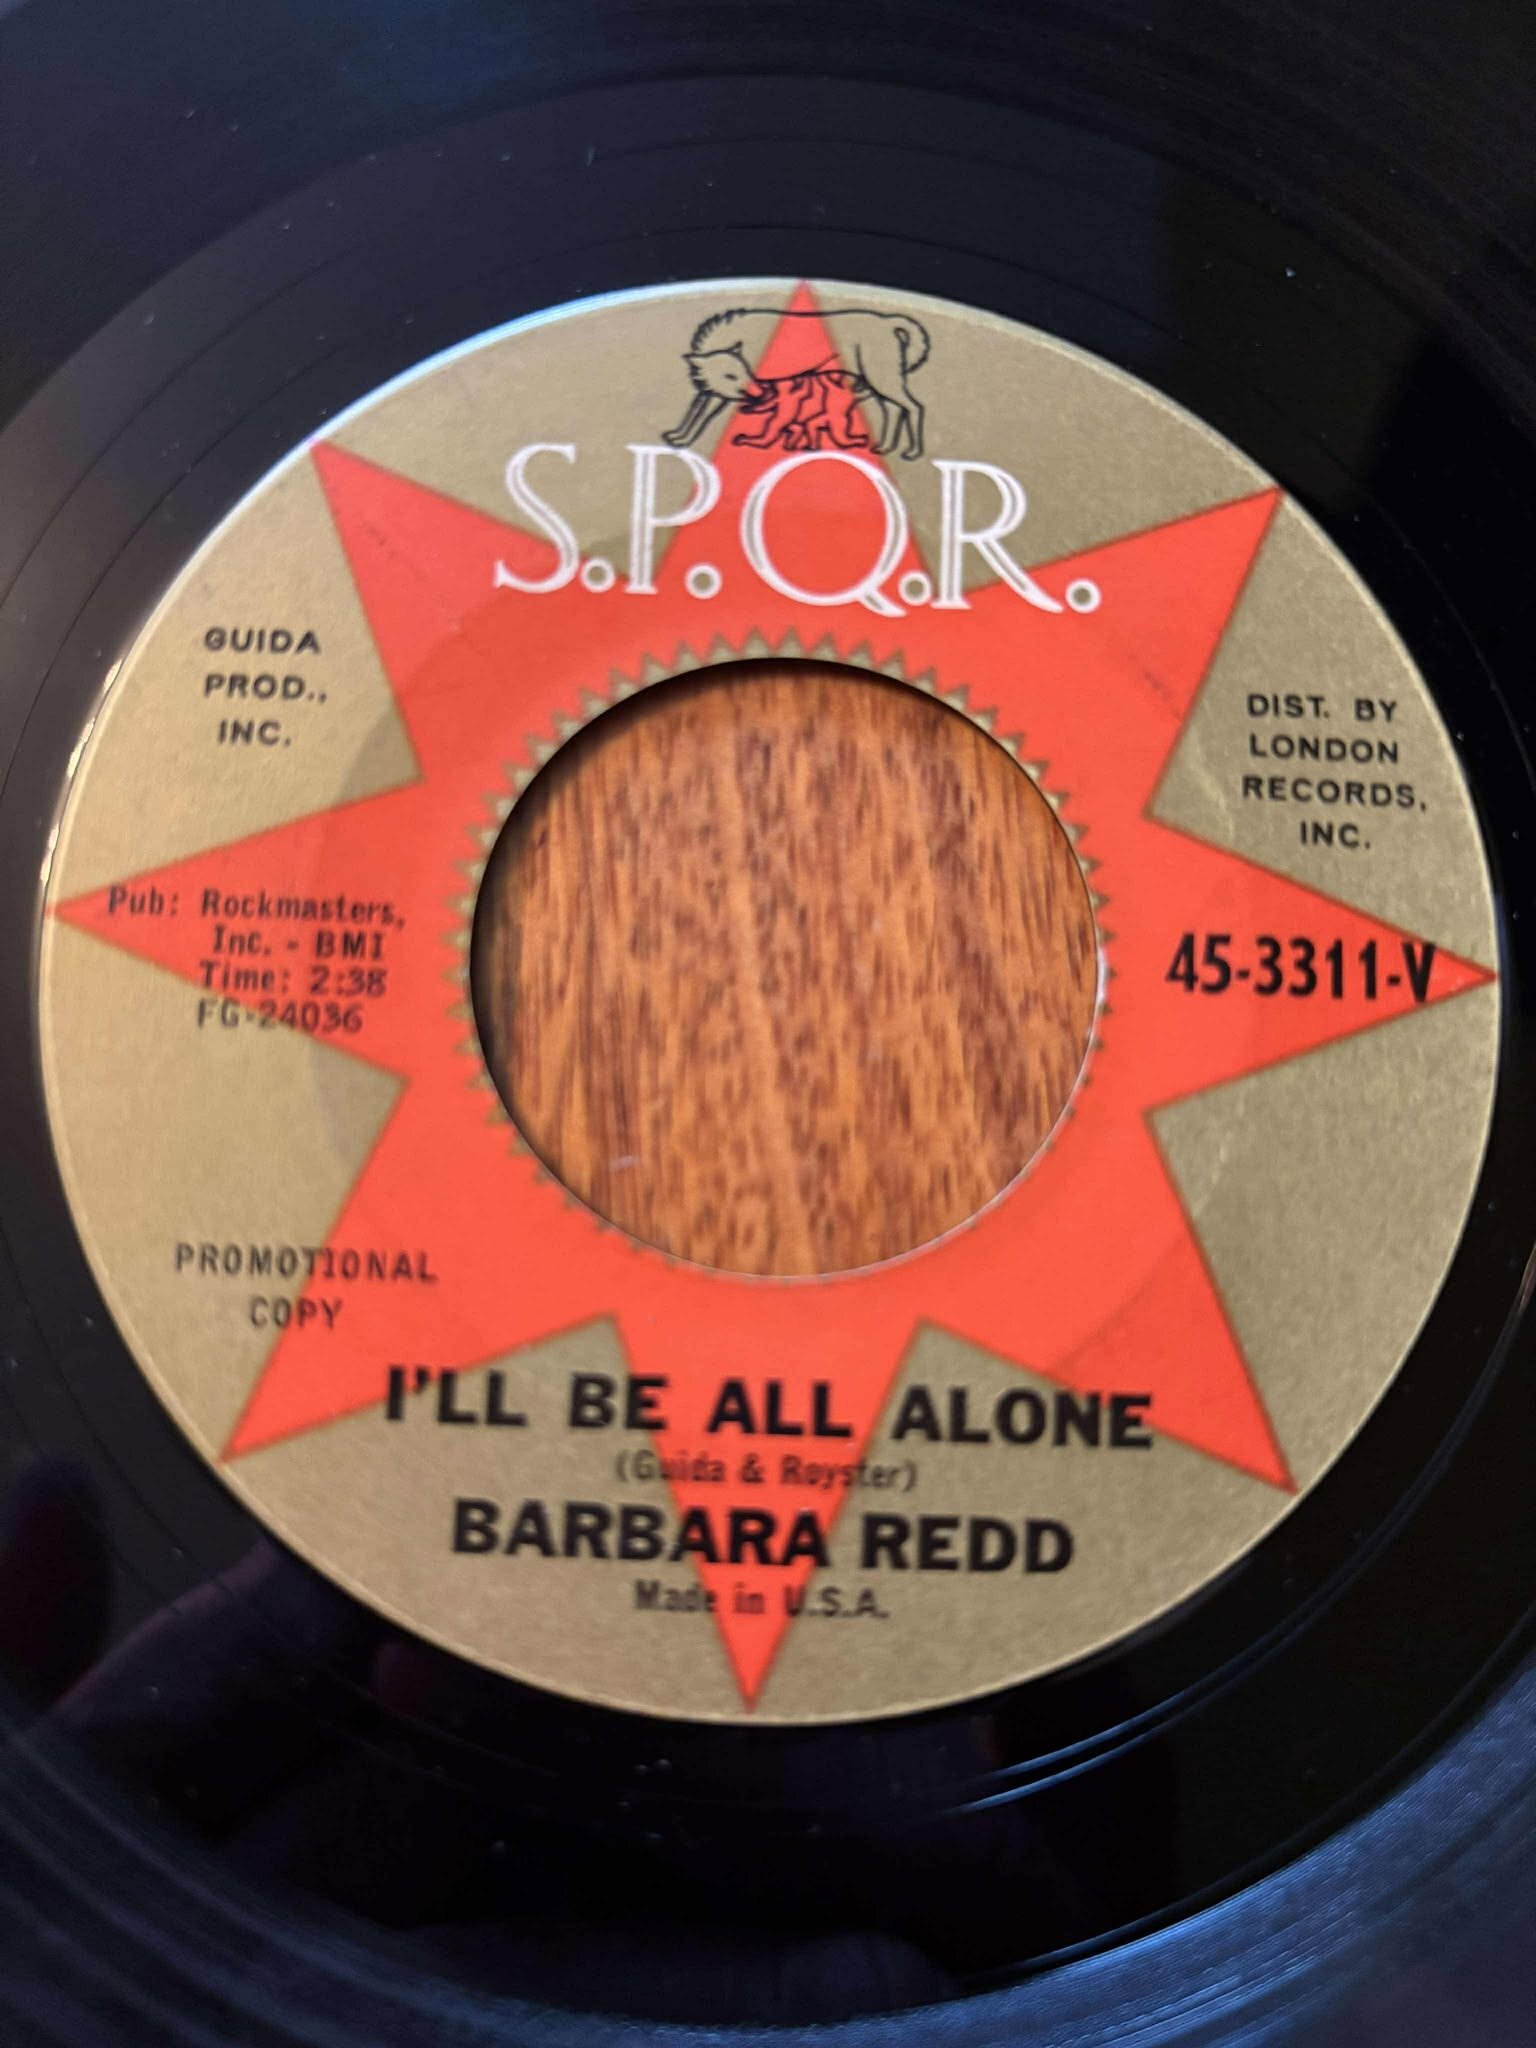 S.P.Q.R.
GUIDA
PROD.,
INC.
DIST. BY
LONDON
RECORDS,
INC.
Pub: Rockmasters,
Inc. - BMI
Time: 2:38
FG-24036
45-3311-V
PROMOTIONAL
COPY
I'LL BE ALL ALONE
(Guida & Royster)
BARBARA REDD
Made in U.S.A.